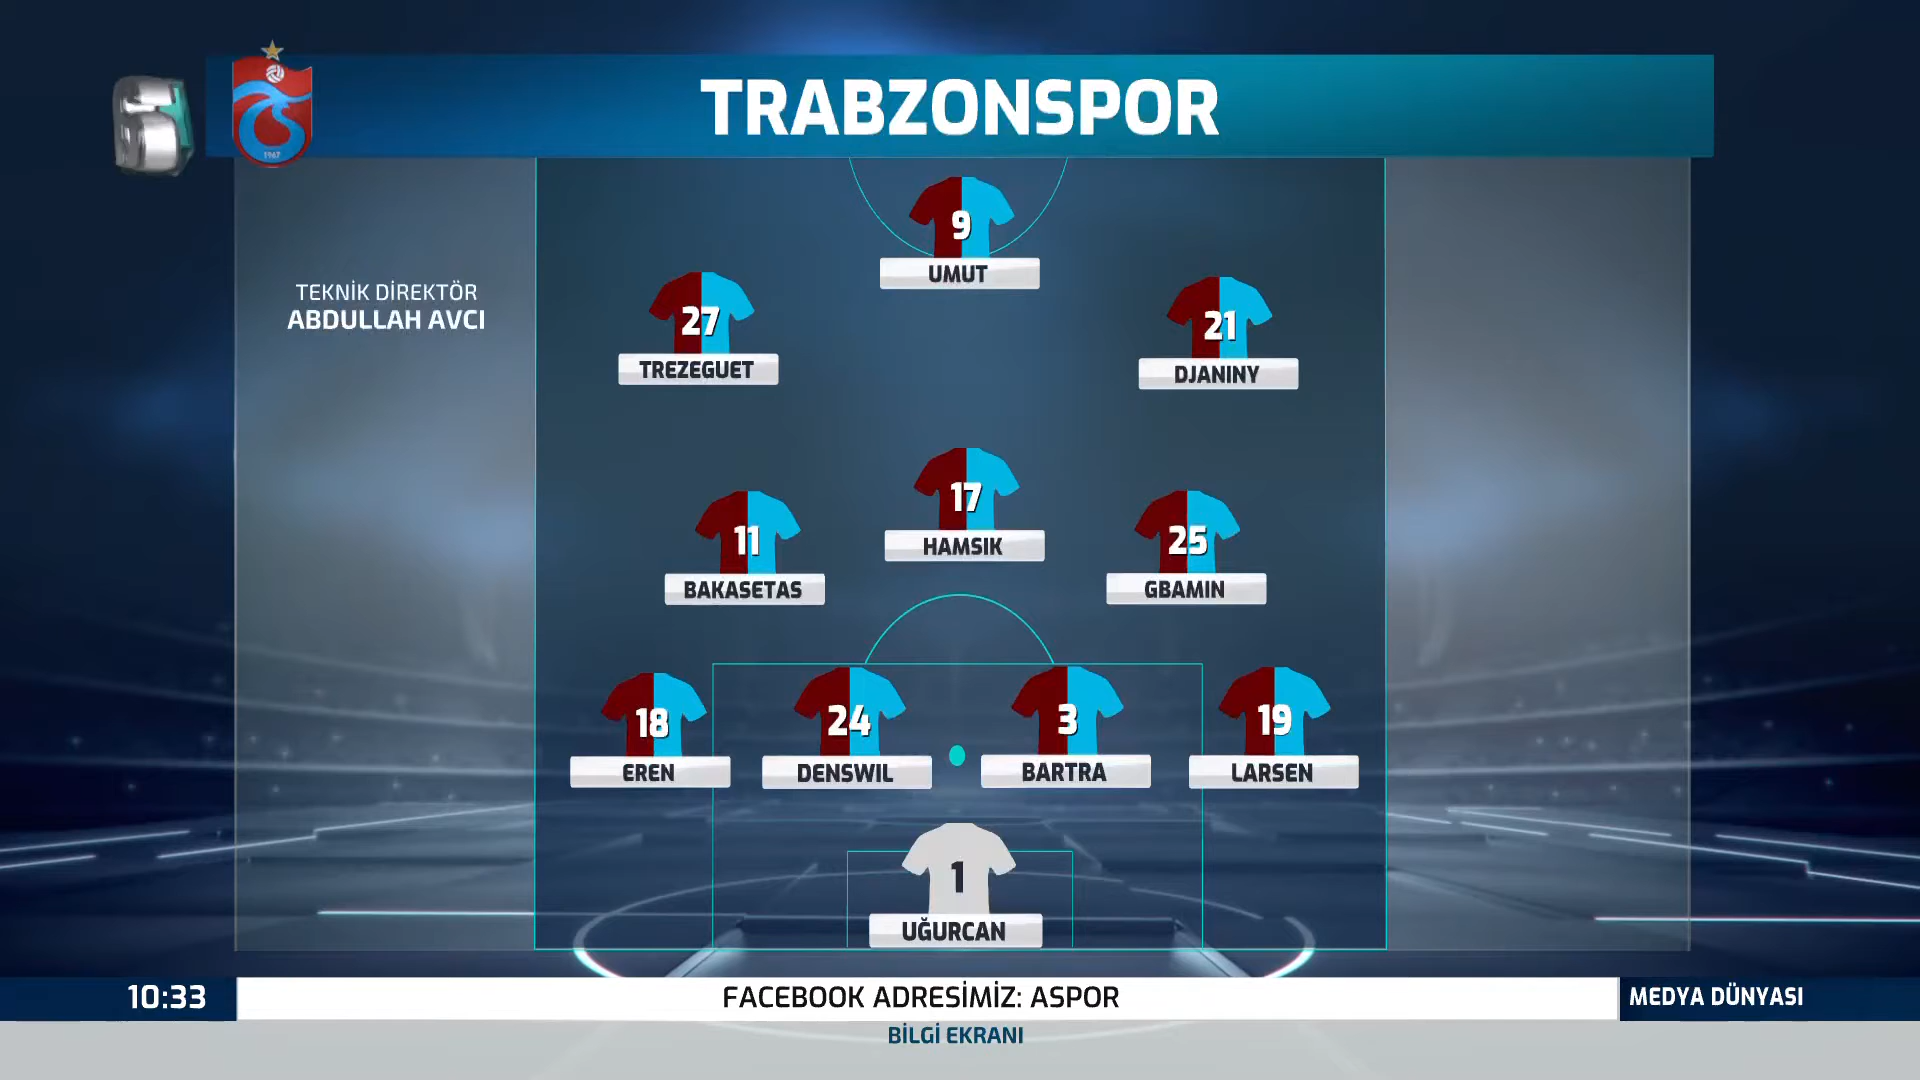 TRABZONSPOR
1967
TEKNİK DİREKTÖR
ABDULLAH AVCI
9
UMUT
27
TREZEGUET
21
DJANINY
17
HAMSIK
11
BAKASETAS
25
GBAMIN
18
EREN
24
DENSWIL
3
BARTRA
19
LARSEN
1
UĞURCAN
10:33
FACEBOOK ADRESİMİZ: ASPOR
MEDYA DÜNYASI
BİLGİ EKRANI